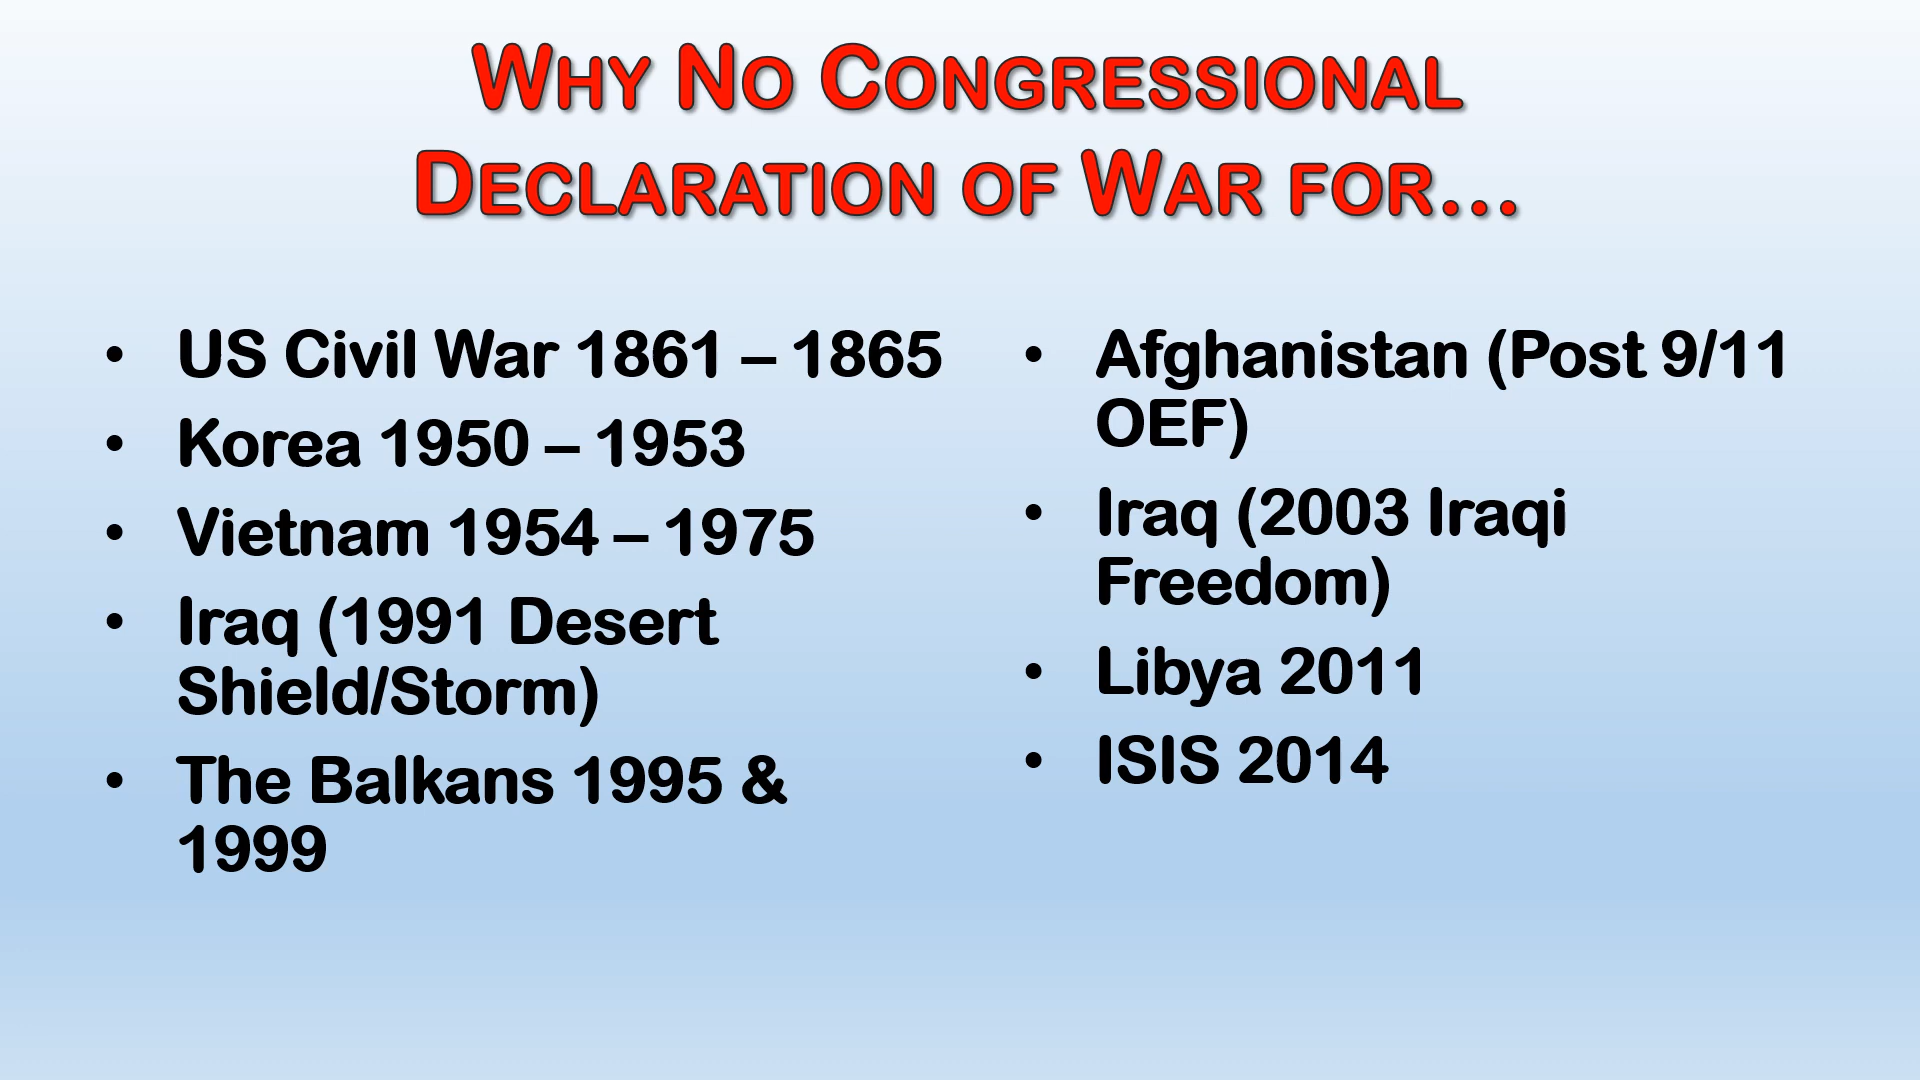 Why No Congressional
Declaration of War for...
• US Civil War 1861 – 1865
• Korea 1950 – 1953
• Vietnam 1954 – 1975
• Iraq (1991 Desert
Shield/Storm)
• The Balkans 1995 &
1999
• Afghanistan (Post 9/11
OEF)
• Iraq (2003 Iraqi
Freedom)
• Libya 2011
• ISIS 2014